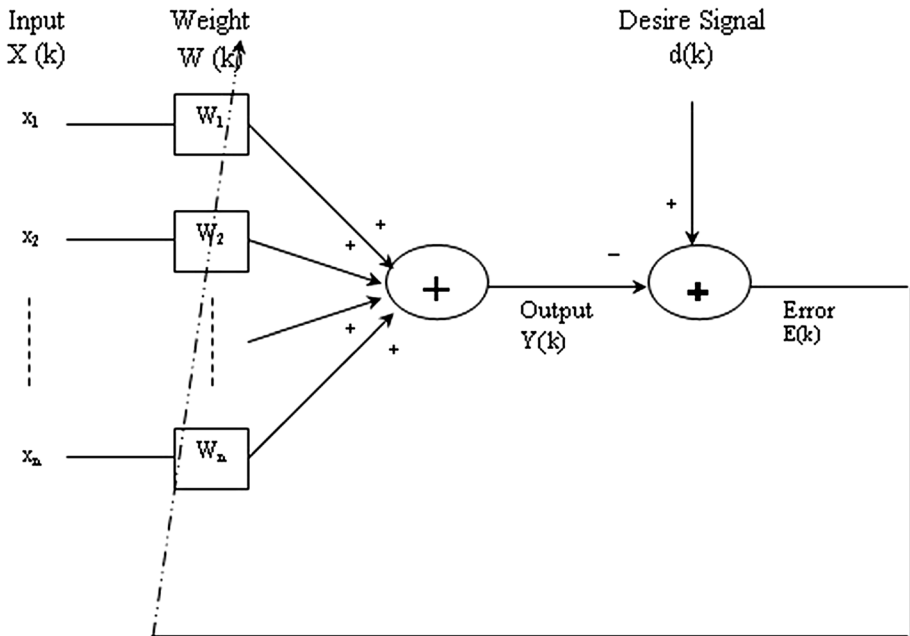 Input
X (k)
Weight
W (k)
Desire Signal
d(k)
x1
W1
+
x2
W2
+
+
-
+
+
Output
Y(k)
Error
E(k)
+
+
xn
Wn